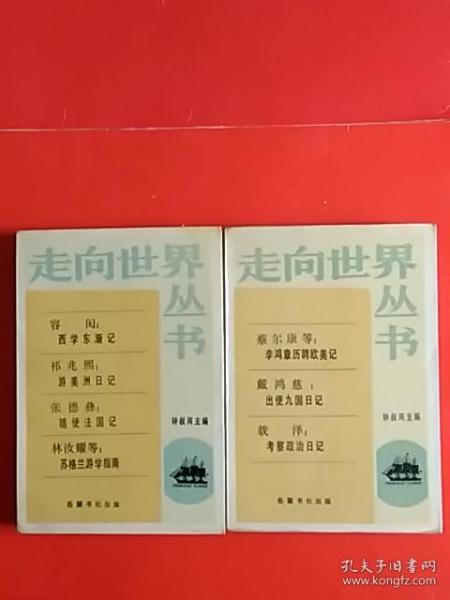 走向世界
丛书
容闳：
西学东渐记
祁兆熙：
游美洲日记
张德彝：
随使法国记
林汝耀等：
苏格兰游学指南
钟叔河主编
岳麓书社出版
走向世界
丛书
蔡尔康等：
李鸿章历聘欧美记
戴鸿慈：
出使九国日记
载泽：
考察政治日记
钟叔河主编
岳麓书社出版
孔夫子旧书网
www.kongfz.com